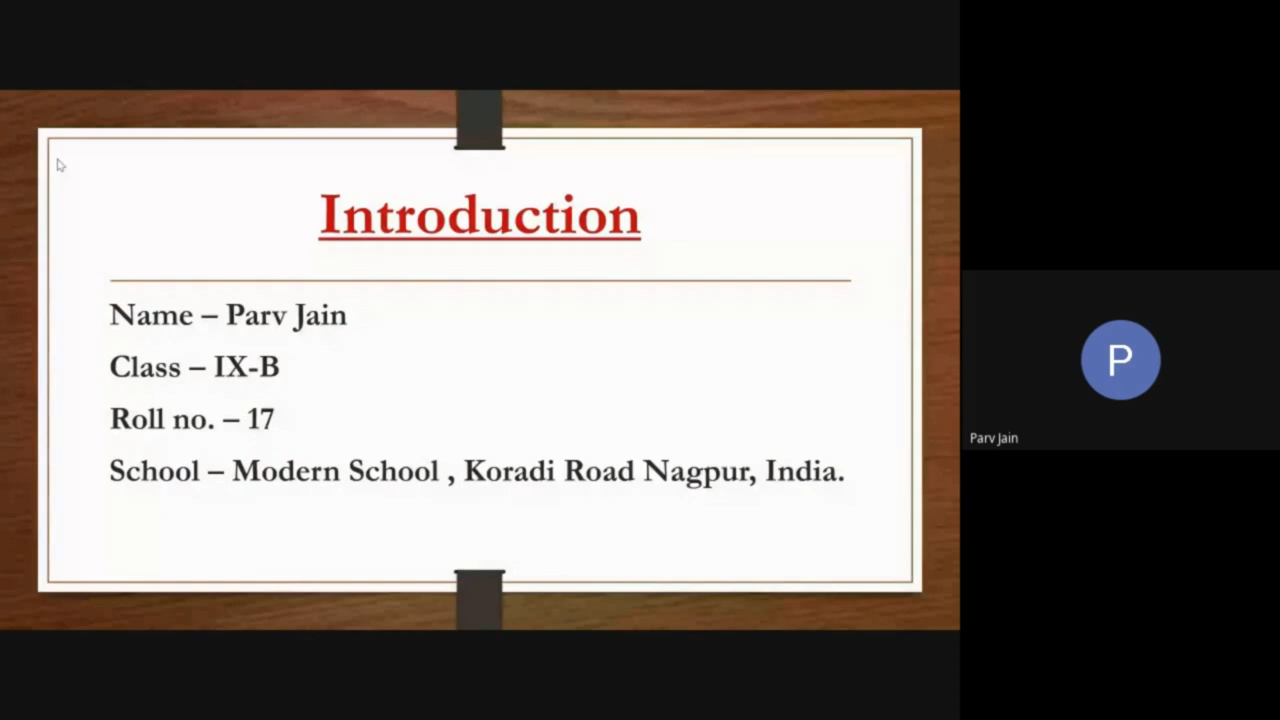 Introduction
Name – Parv Jain
Class – IX-B
Roll no. – 17
School – Modern School , Koradi Road Nagpur, India.
P
Parv Jain